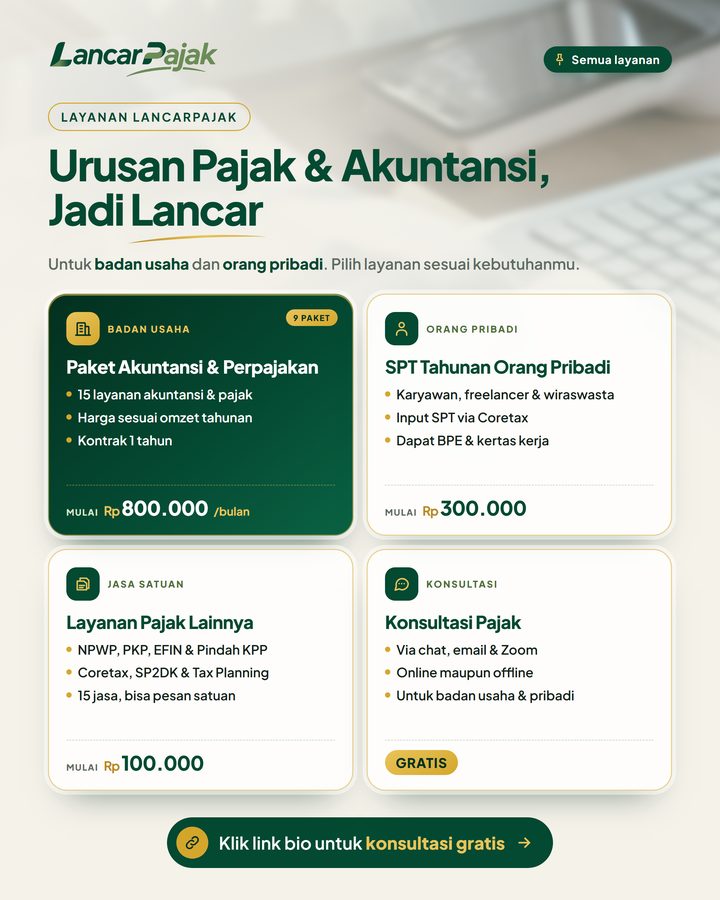 LancarPajak
Semua layanan
LAYANAN LANCARPAJAK
Urusan Pajak & Akuntansi,
Jadi Lancar
Untuk badan usaha dan orang pribadi. Pilih layanan sesuai kebutuhanmu.
BADAN USAHA
9 PAKET
Paket Akuntansi & Perpajakan
15 layanan akuntansi & pajak
Harga sesuai omzet tahunan
Kontrak 1 tahun
MULAI Rp 800.000 /bulan
ORANG PRIBADI
SPT Tahunan Orang Pribadi
Karyawan, freelancer & wiraswasta
Input SPT via Coretax
Dapat BPE & kertas kerja
MULAI Rp 300.000
JASA SATUAN
Layanan Pajak Lainnya
NPWP, PKP, EFIN & Pindah KPP
Coretax, SP2DK & Tax Planning
15 jasa, bisa pesan satuan
MULAI Rp 100.000
KONSULTASI
Konsultasi Pajak
Via chat, email & Zoom
Online maupun offline
Untuk badan usaha & pribadi
GRATIS
Klik link bio untuk konsultasi gratis →